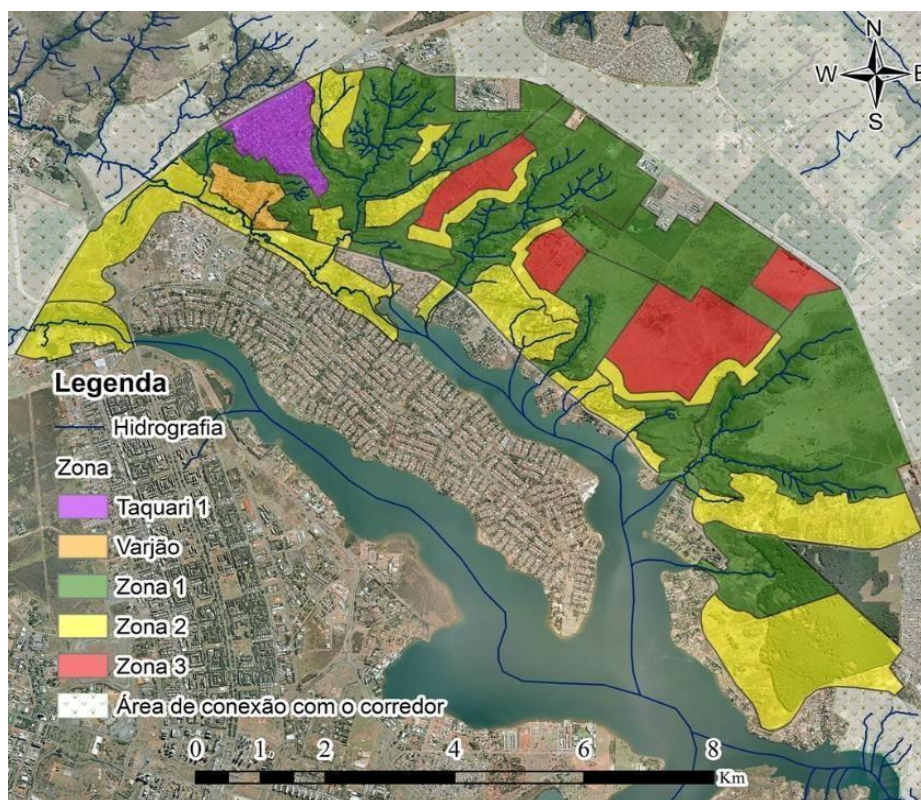 N
W E
S
Legenda
Hidrografia
Zona
Taquari 1
Varjão
Zona 1
Zona 2
Zona 3
Área de conexão com o corredor
0 1 2 4 6 8
Km